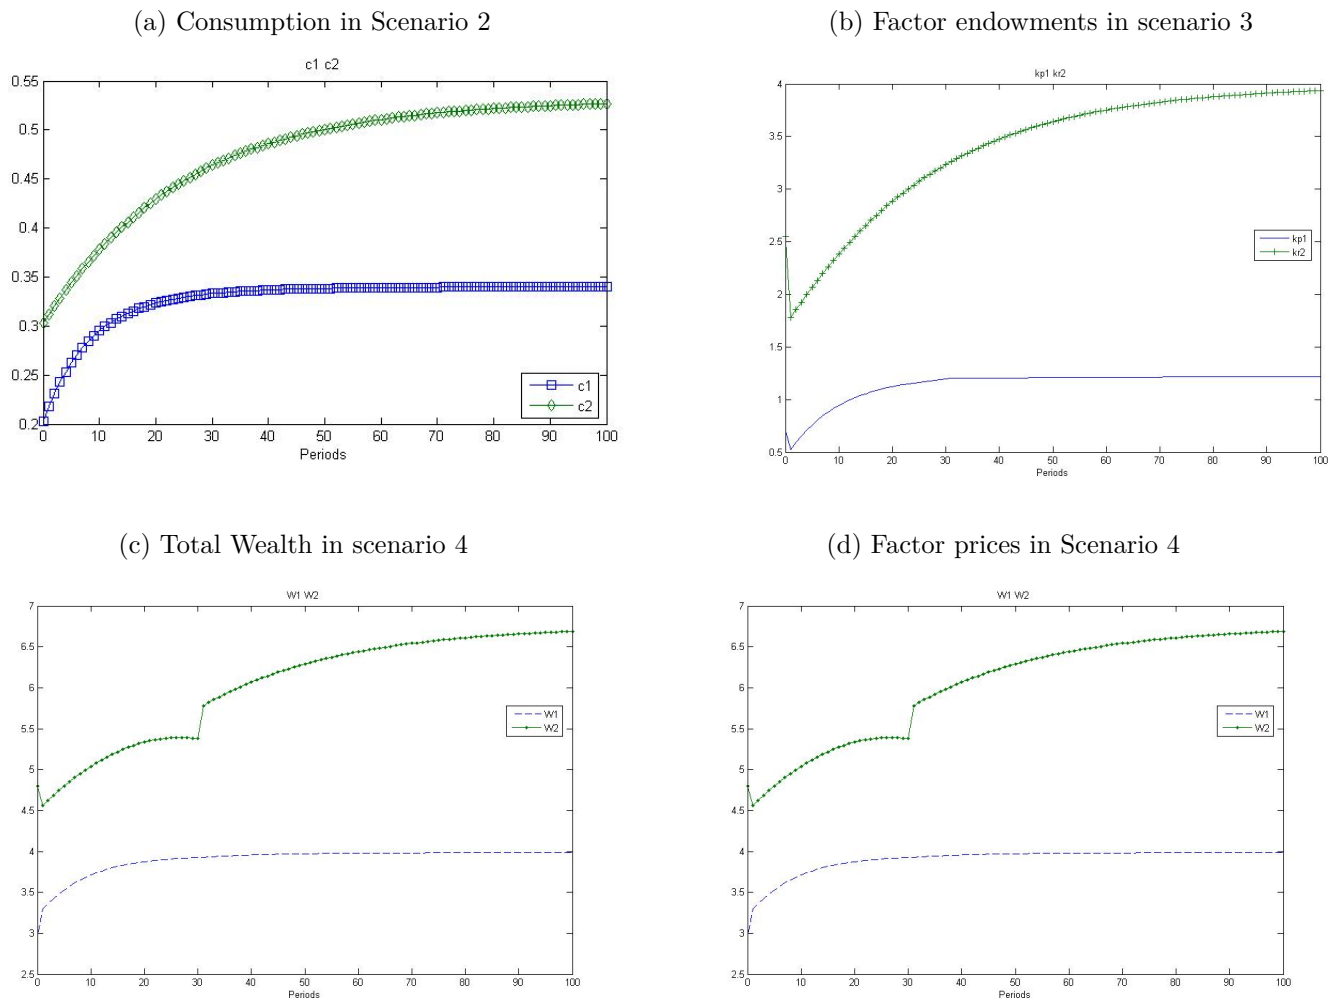 (a) Consumption in Scenario 2
c1 c2
0.55
0.5
0.45
0.4
0.35
0.3
0.25
0.2
0 10 20 30 40 50 60 70 80 90 100
Periods
c1
c2
(b) Factor endowments in scenario 3
kp1 kr2
4
3.5
3
2.5
2
1.5
1
0.5
0 10 20 30 40 50 60 70 80 90 100
Periods
kp1
kr2
(c) Total Wealth in scenario 4
W1 W2
7
6.5
6
5.5
5
4.5
4
3.5
3
2.5
0 10 20 30 40 50 60 70 80 90 100
Periods
W1
W2
(d) Factor prices in Scenario 4
W1 W2
7
6.5
6
5.5
5
4.5
4
3.5
3
2.5
0 10 20 30 40 50 60 70 80 90 100
Periods
W1
W2